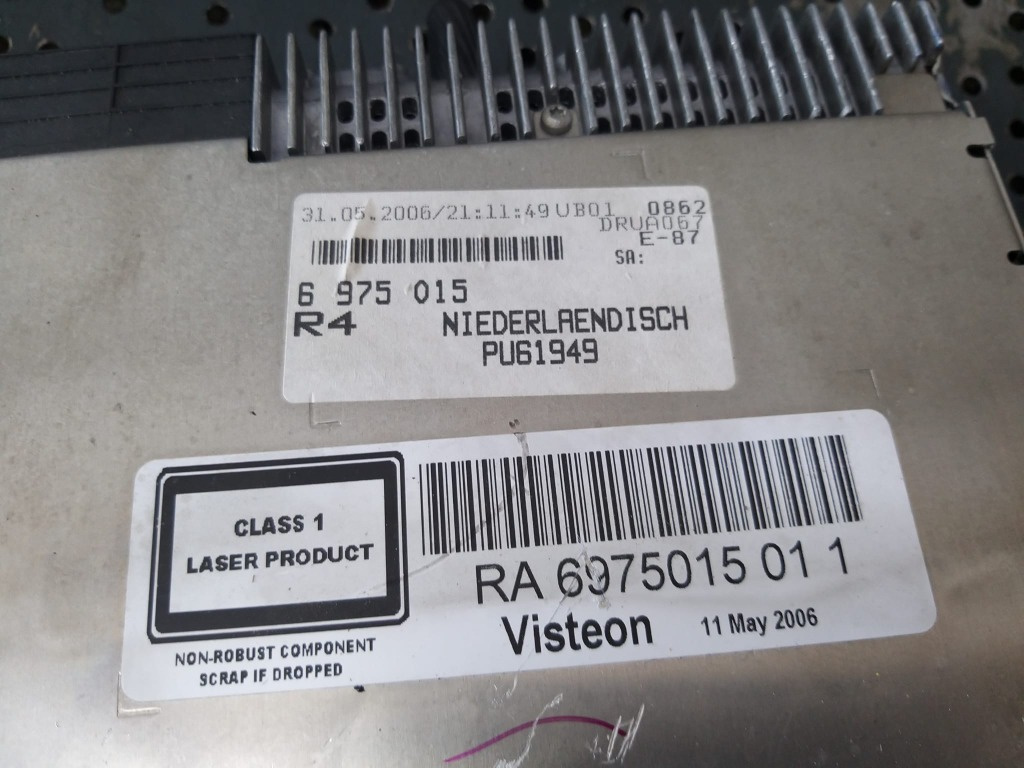 31.05.2006/21:11:49 UB01 0862
DRUA067
E-87
SA:
6 975 015
R4 NIEDERLAENDISCH
PU61949
CLASS 1
LASER PRODUCT
NON-ROBUST COMPONENT
SCRAP IF DROPPED
RA 6975015 01 1
Visteon 11 May 2006